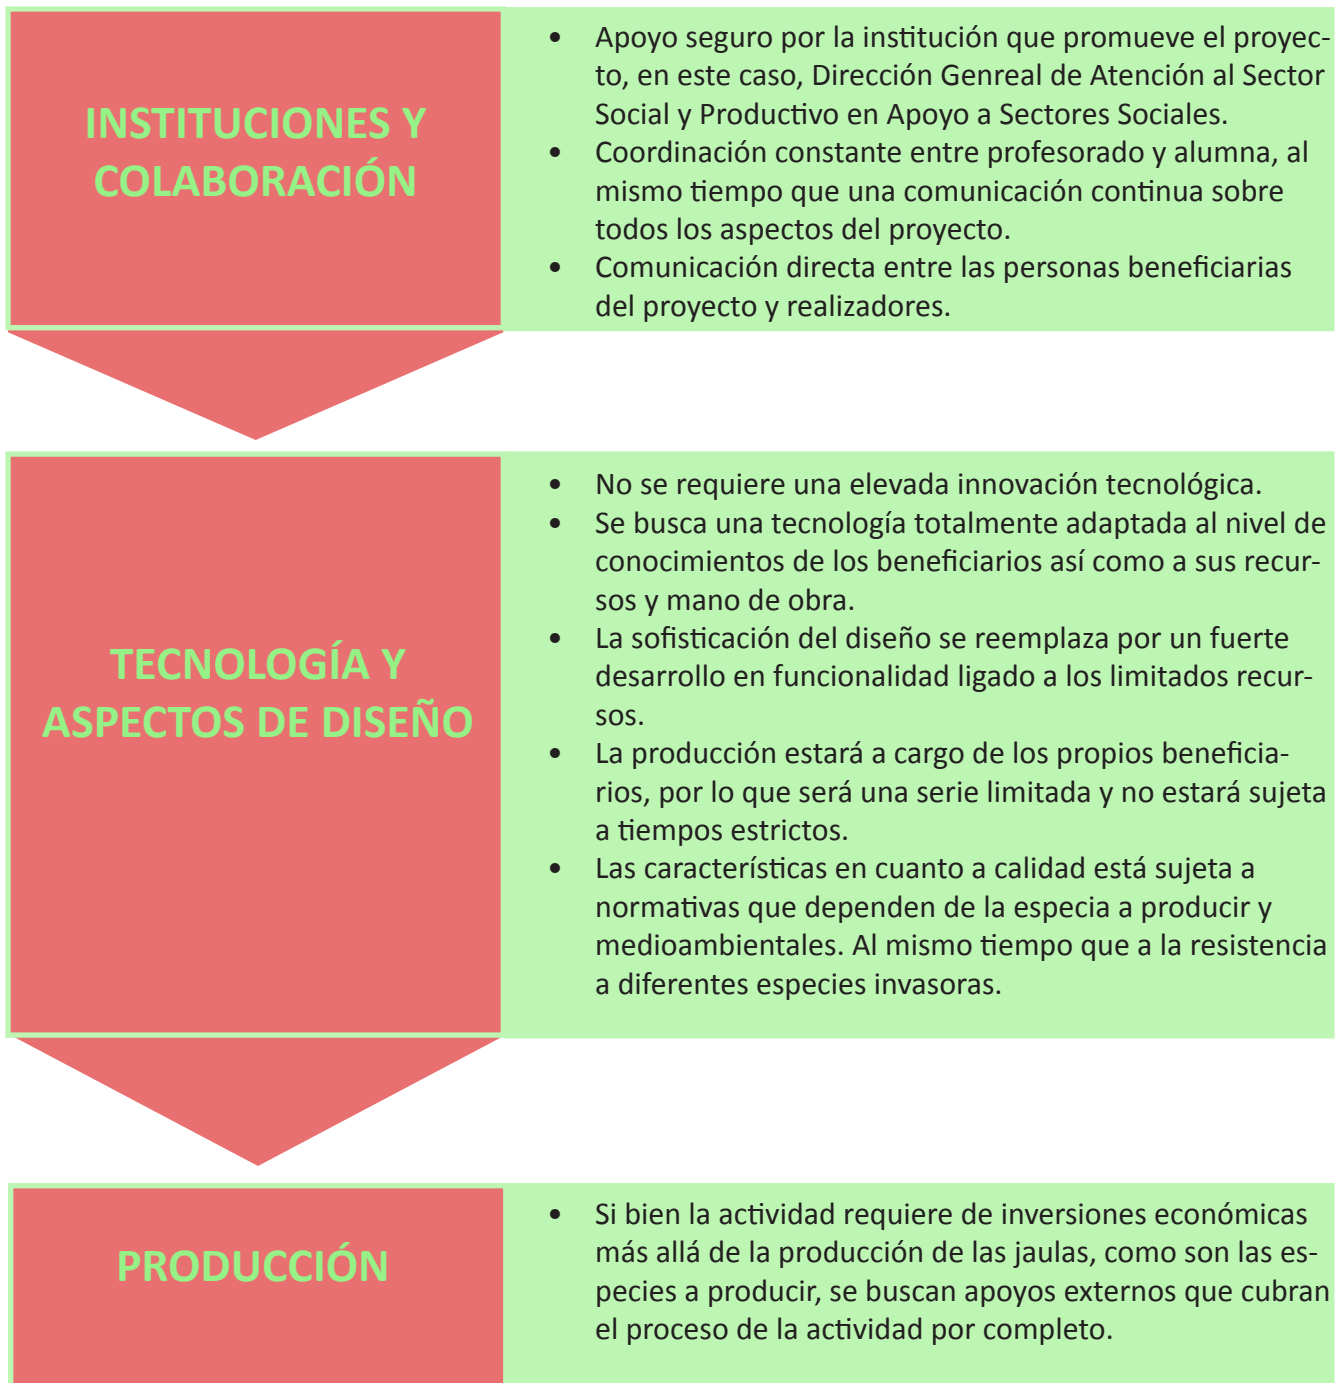 INSTITUCIONES Y
COLABORACIÓN
• Apoyo seguro por la institución que promueve el proyec-
to, en este caso, Dirección Genreal de Atención al Sector
Social y Productivo en Apoyo a Sectores Sociales.
• Coordinación constante entre profesorado y alumna, al
mismo tiempo que una comunicación continua sobre
todos los aspectos del proyecto.
• Comunicación directa entre las personas beneficiarias
del proyecto y realizadores.
TECNOLOGÍA Y
ASPECTOS DE DISEÑO
• No se requiere una elevada innovación tecnológica.
• Se busca una tecnología totalmente adaptada al nivel de
conocimientos de los beneficiarios así como a sus recur-
sos y mano de obra.
• La sofisticación del diseño se reemplaza por un fuerte
desarrollo en funcionalidad ligado a los limitados recur-
sos.
• La producción estará a cargo de los propios beneficia-
rios, por lo que será una serie limitada y no estará sujeta
a tiempos estrictos.
• Las característicias en cuanto a calidad está sujeta a
normativas que dependen de la especia a producir y
medioambientales. Al mismo tiempo que a la resistencia
a diferentes especies invasoras.
PRODUCCIÓN
• Si bien la actividad requiere de inversiones económicas
más allá de la producción de las jaulas, como son las es-
pecies a producir, se buscan apoyos externos que cubran
el proceso de la actividad por completo.